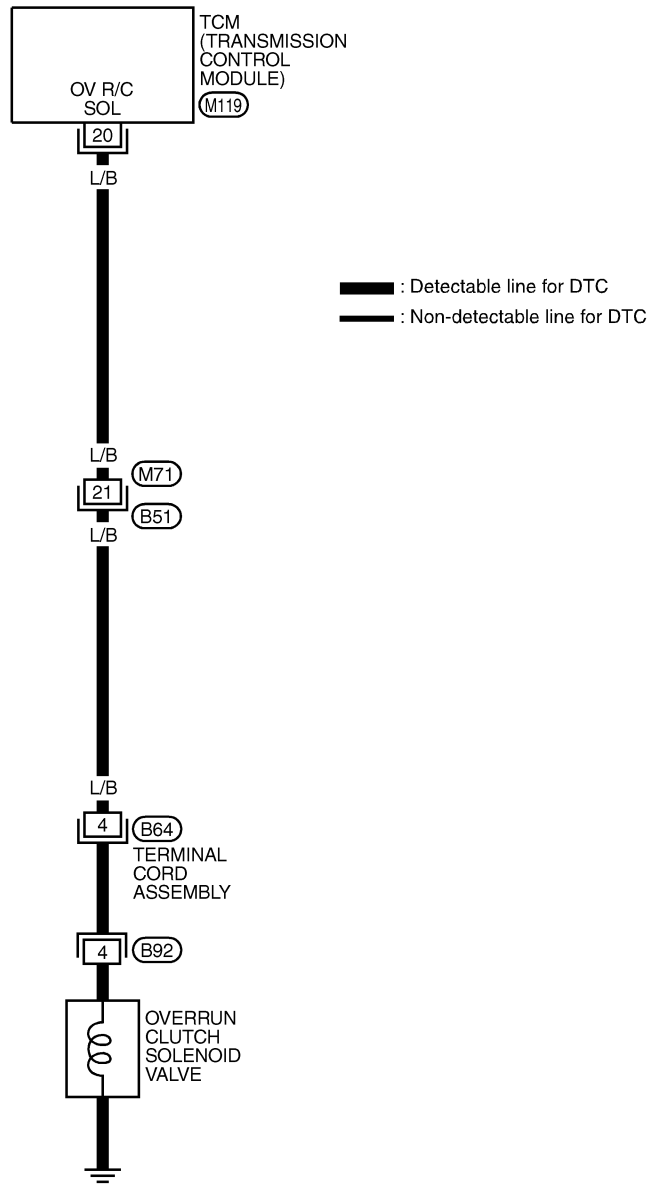 TCM
(TRANSMISSION
CONTROL
MODULE)
M119
OV R/C
SOL
20
L/B
: Detectable line for DTC
: Non-detectable line for DTC
L/B
M71
21
B51
L/B
L/B
4
B64
TERMINAL
CORD
ASSEMBLY
4
B92
OVERRUN
CLUTCH
SOLENOID
VALVE